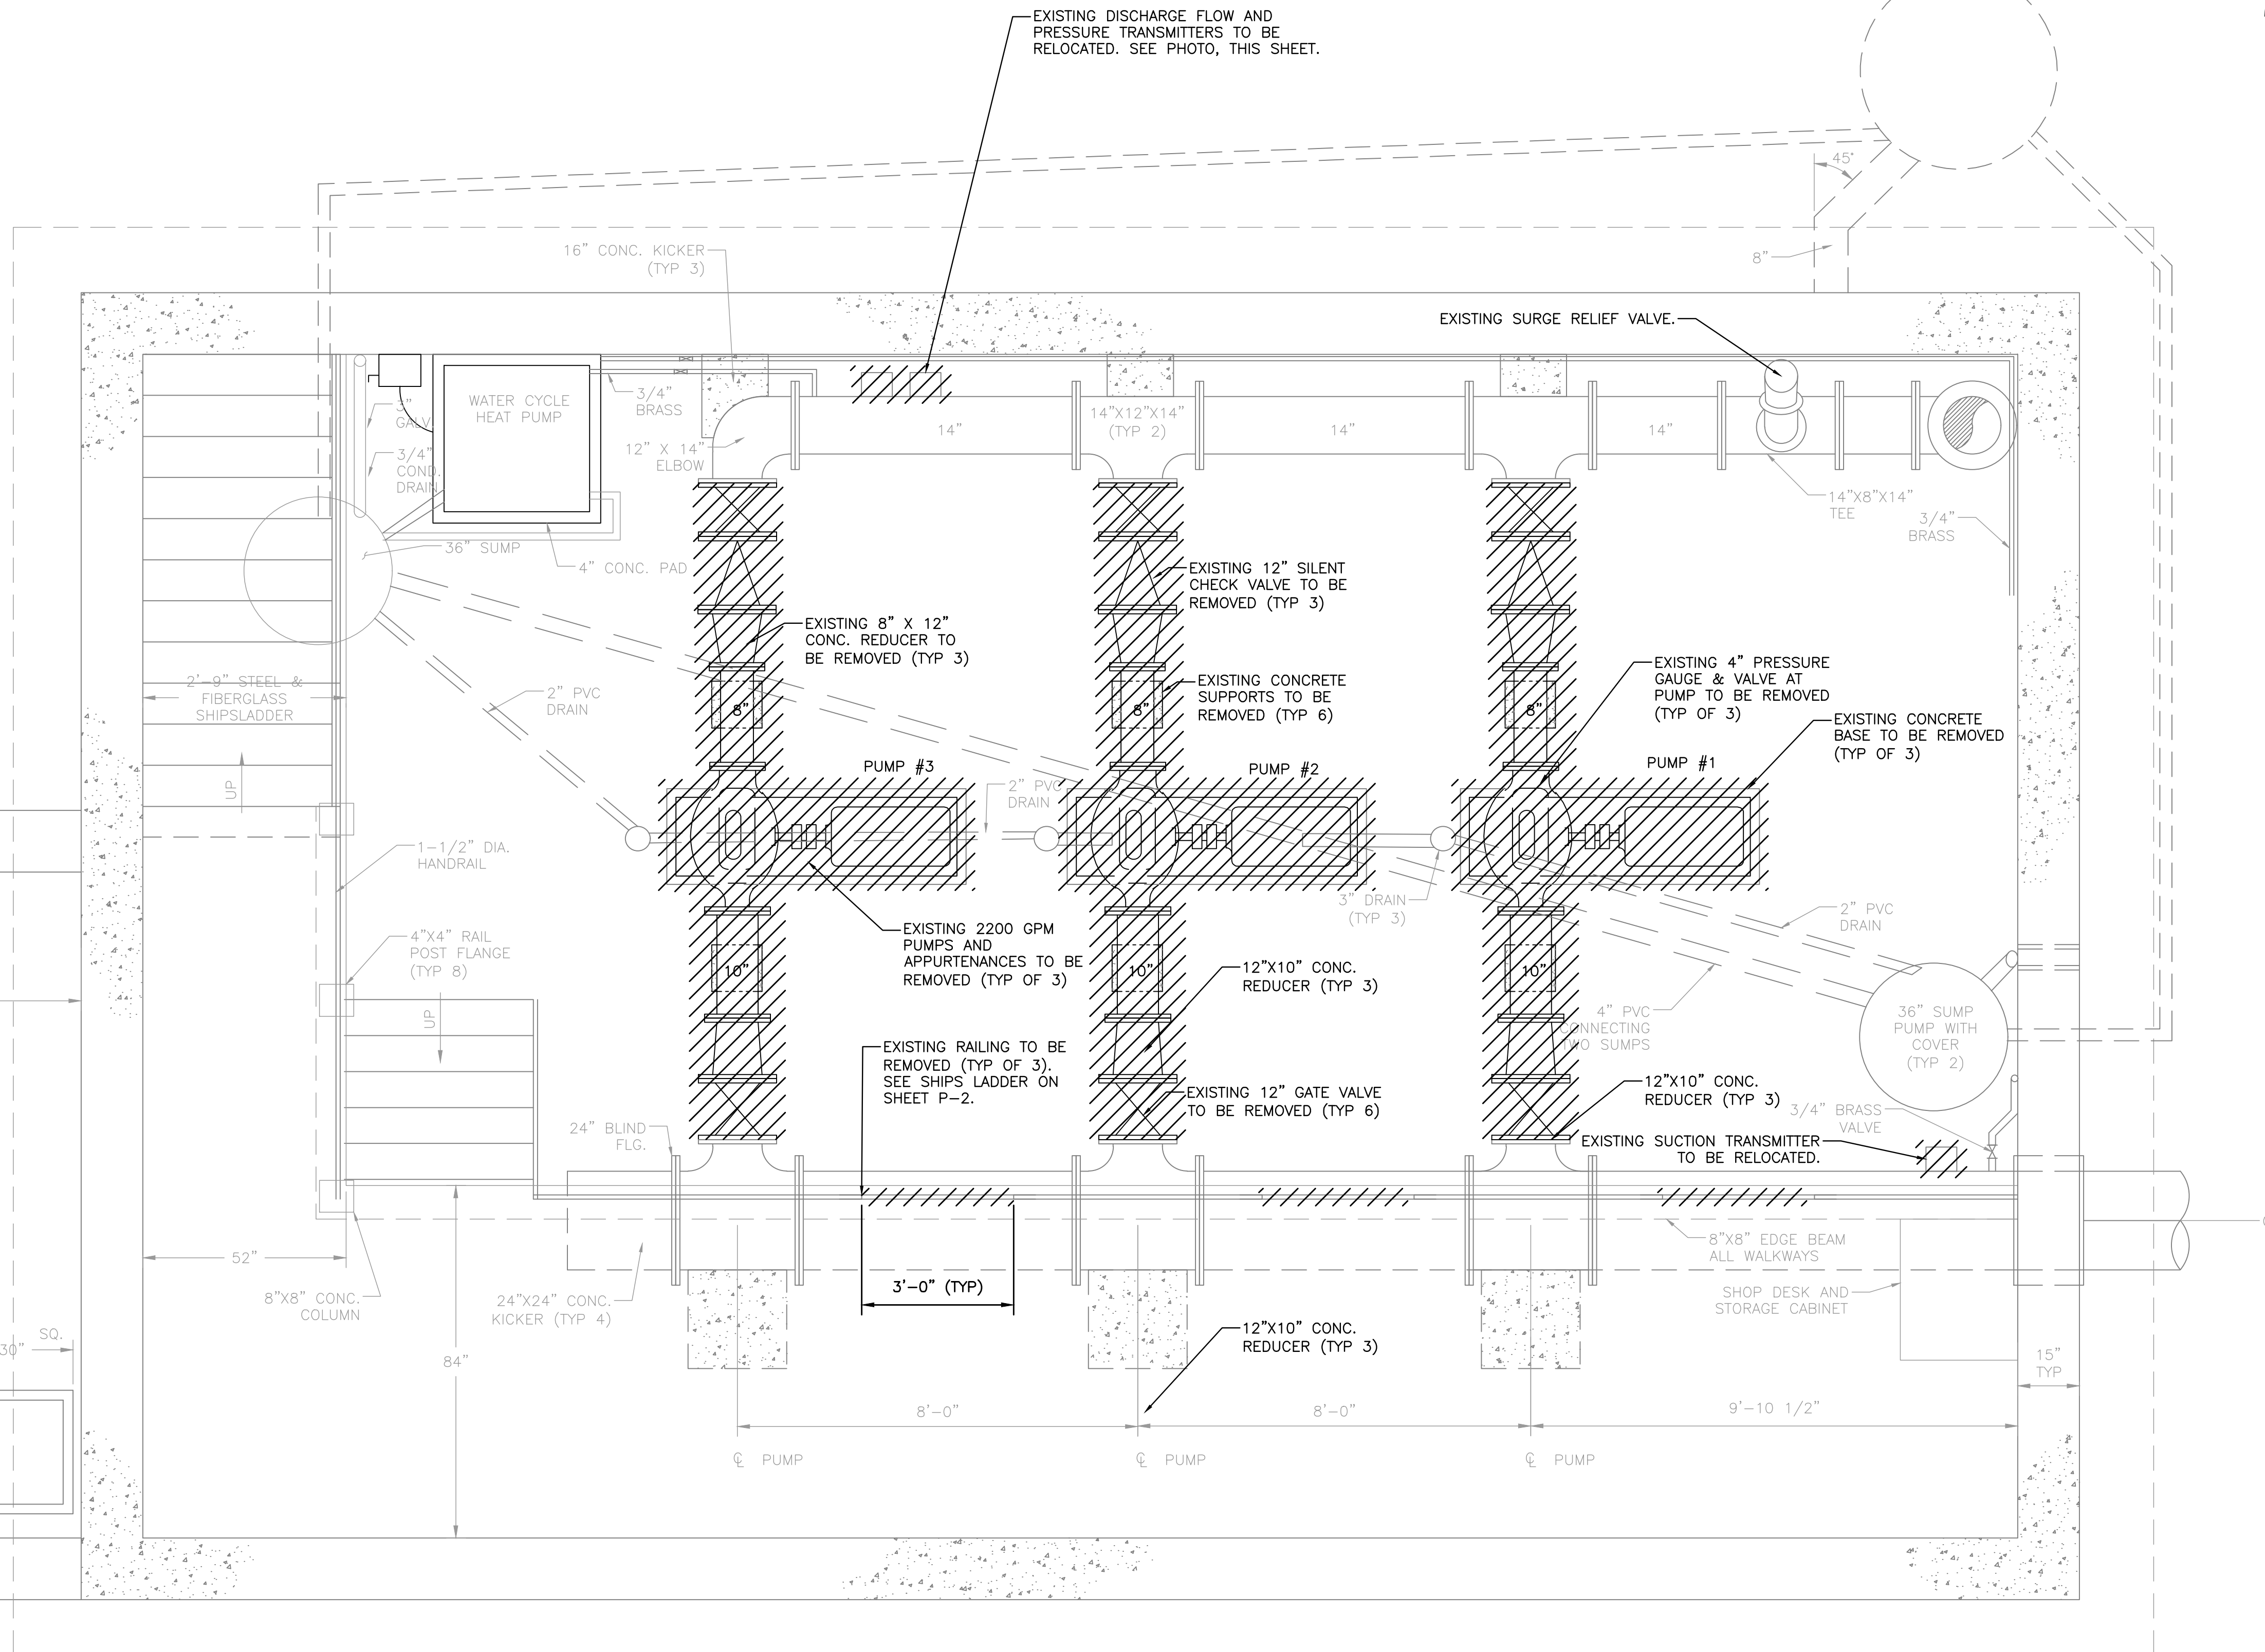 EXISTING DISCHARGE FLOW AND
PRESSURE TRANSMITTERS TO BE
RELOCATED. SEE PHOTO, THIS SHEET.
45°
16" CONC. KICKER
(TYP 3)
8"
EXISTING SURGE RELIEF VALVE.
WATER CYCLE
HEAT PUMP
3/4"
BRASS
3"
GALV.
14"
14"X12"X14"
(TYP 2)
14"
14"
12" X 14"
ELBOW
3/4"
COND.
DRAIN
14"X8"X14"
TEE
3/4"
BRASS
36" SUMP
4" CONC. PAD
EXISTING 12" SILENT
CHECK VALVE TO BE
REMOVED (TYP 3)
EXISTING 8" X 12"
CONC. REDUCER TO
BE REMOVED (TYP 3)
2'-9" STEEL &
FIBERGLASS
SHIPSLADDER
2" PVC
DRAIN
8"
EXISTING CONCRETE
SUPPORTS TO BE
REMOVED (TYP 6)
8"
8"
EXISTING 4" PRESSURE
GAUGE & VALVE AT
PUMP TO BE REMOVED
(TYP OF 3)
EXISTING CONCRETE
BASE TO BE REMOVED
(TYP OF 3)
PUMP #3
PUMP #2
PUMP #1
UP
2" PVC
DRAIN
1-1/2" DIA.
HANDRAIL
3" DRAIN
(TYP 3)
2" PVC
DRAIN
4"X4" RAIL
POST FLANGE
(TYP 8)
EXISTING 2200 GPM
PUMPS AND
APPURTENANCES TO BE
REMOVED (TYP OF 3)
10"
10"
10"
12"X10" CONC.
REDUCER (TYP 3)
UP
4" PVC
CONNECTING
TWO SUMPS
36" SUMP
PUMP WITH
COVER
(TYP 2)
EXISTING RAILING TO BE
REMOVED (TYP OF 3).
SEE SHIPS LADDER ON
SHEET P-2.
EXISTING 12" GATE VALVE
TO BE REMOVED (TYP 6)
12"X10" CONC.
REDUCER (TYP 3)
3/4" BRASS
VALVE
24" BLIND
FLG.
EXISTING SUCTION TRANSMITTER
TO BE RELOCATED.
52"
8"X8" EDGE BEAM
ALL WALKWAYS
3'-0" (TYP)
8"X8" CONC.
COLUMN
24"X24" CONC.
KICKER (TYP 4)
SHOP DESK AND
STORAGE CABINET
SQ.
30"
84"
12"X10" CONC.
REDUCER (TYP 3)
15"
TYP
8'-0"
8'-0"
9'-10 1/2"
℄ PUMP
℄ PUMP
℄ PUMP